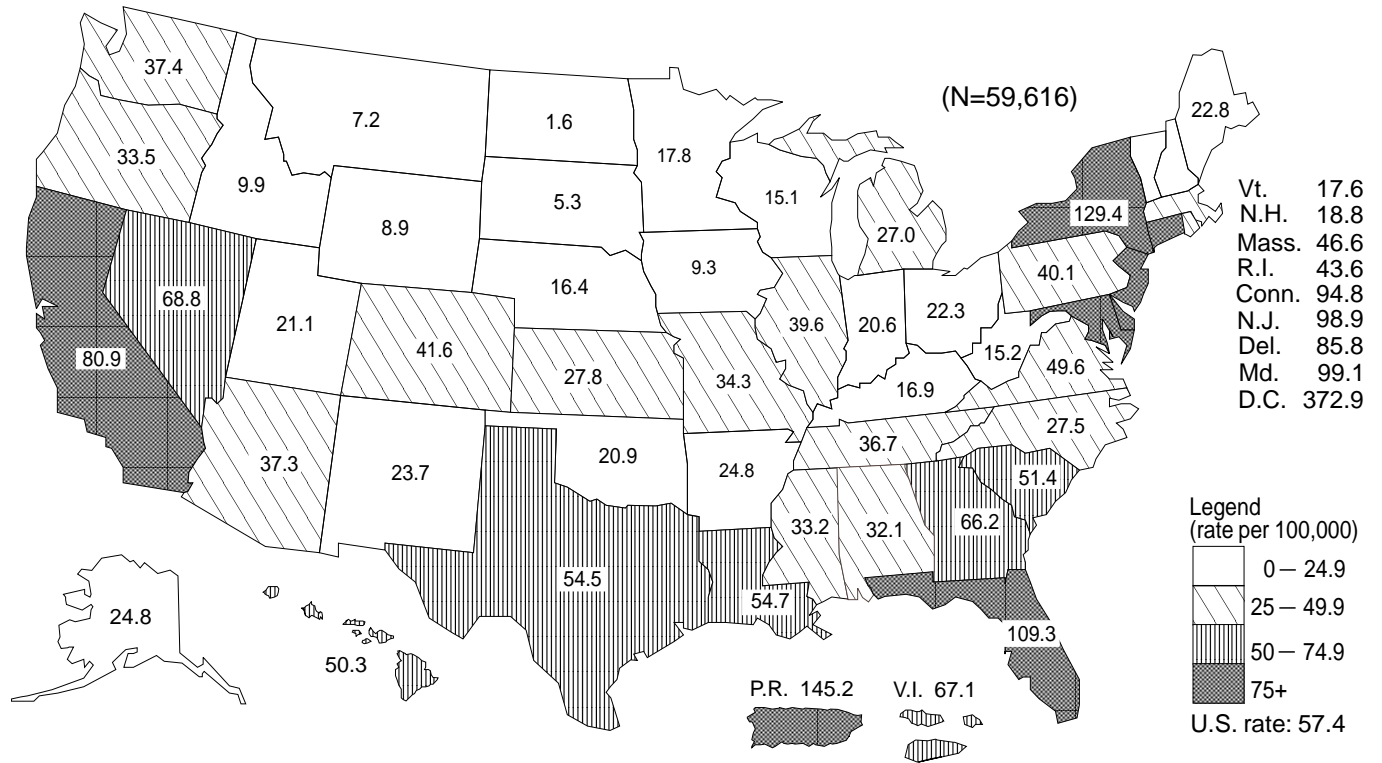 37.4
(N=59,616)
22.8
7.2
1.6
17.8
33.5
9.9
5.3
15.1
Vt. 17.6
N.H. 18.8
Mass. 46.6
R.I. 43.6
Conn. 94.8
N.J. 98.9
Del. 85.8
Md. 99.1
D.C. 372.9
129.4
8.9
27.0
9.3
40.1
16.4
68.8
22.3
21.1
39.6
20.6
41.6
15.2
80.9
49.6
27.8
34.3
16.9
27.5
36.7
20.9
37.3
23.7
24.8
51.4
66.2
33.2
32.1
54.5
54.7
24.8
109.3
50.3
P.R. 145.2
V.I. 67.1
Legend
(rate per 100,000)
0 — 24.9
25 — 49.9
50 — 74.9
75+
U.S. rate: 57.4